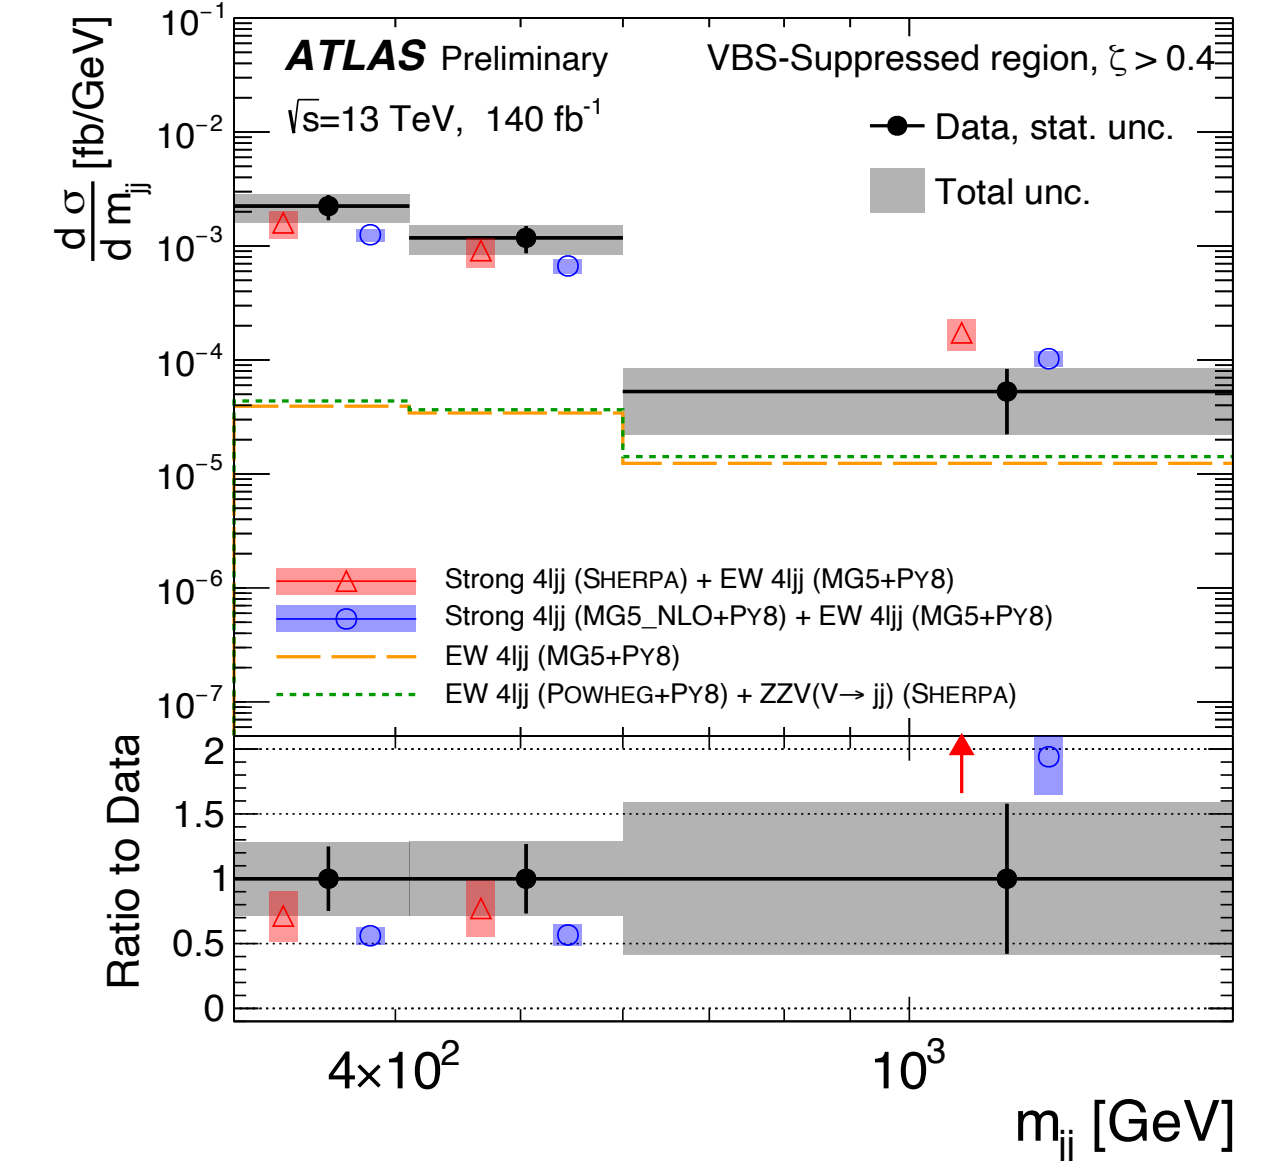 10⁻¹
ATLAS Preliminary
VBS-Suppressed region, ζ > 0.4
√s=13 TeV, 140 fb⁻¹
Data, stat. unc.
Total unc.
d σ
d m_jj
[fb/GeV]
10⁻²
10⁻³
10⁻⁴
10⁻⁵
10⁻⁶
10⁻⁷
Strong 4ljj (SHERPA) + EW 4ljj (MG5+PY8)
Strong 4ljj (MG5_NLO+PY8) + EW 4ljj (MG5+PY8)
EW 4ljj (MG5+PY8)
EW 4ljj (POWHEG+PY8) + ZZV(V→ jj) (SHERPA)
Ratio to Data
2
1.5
1
0.5
0
4×10²
10³
m_jj [GeV]